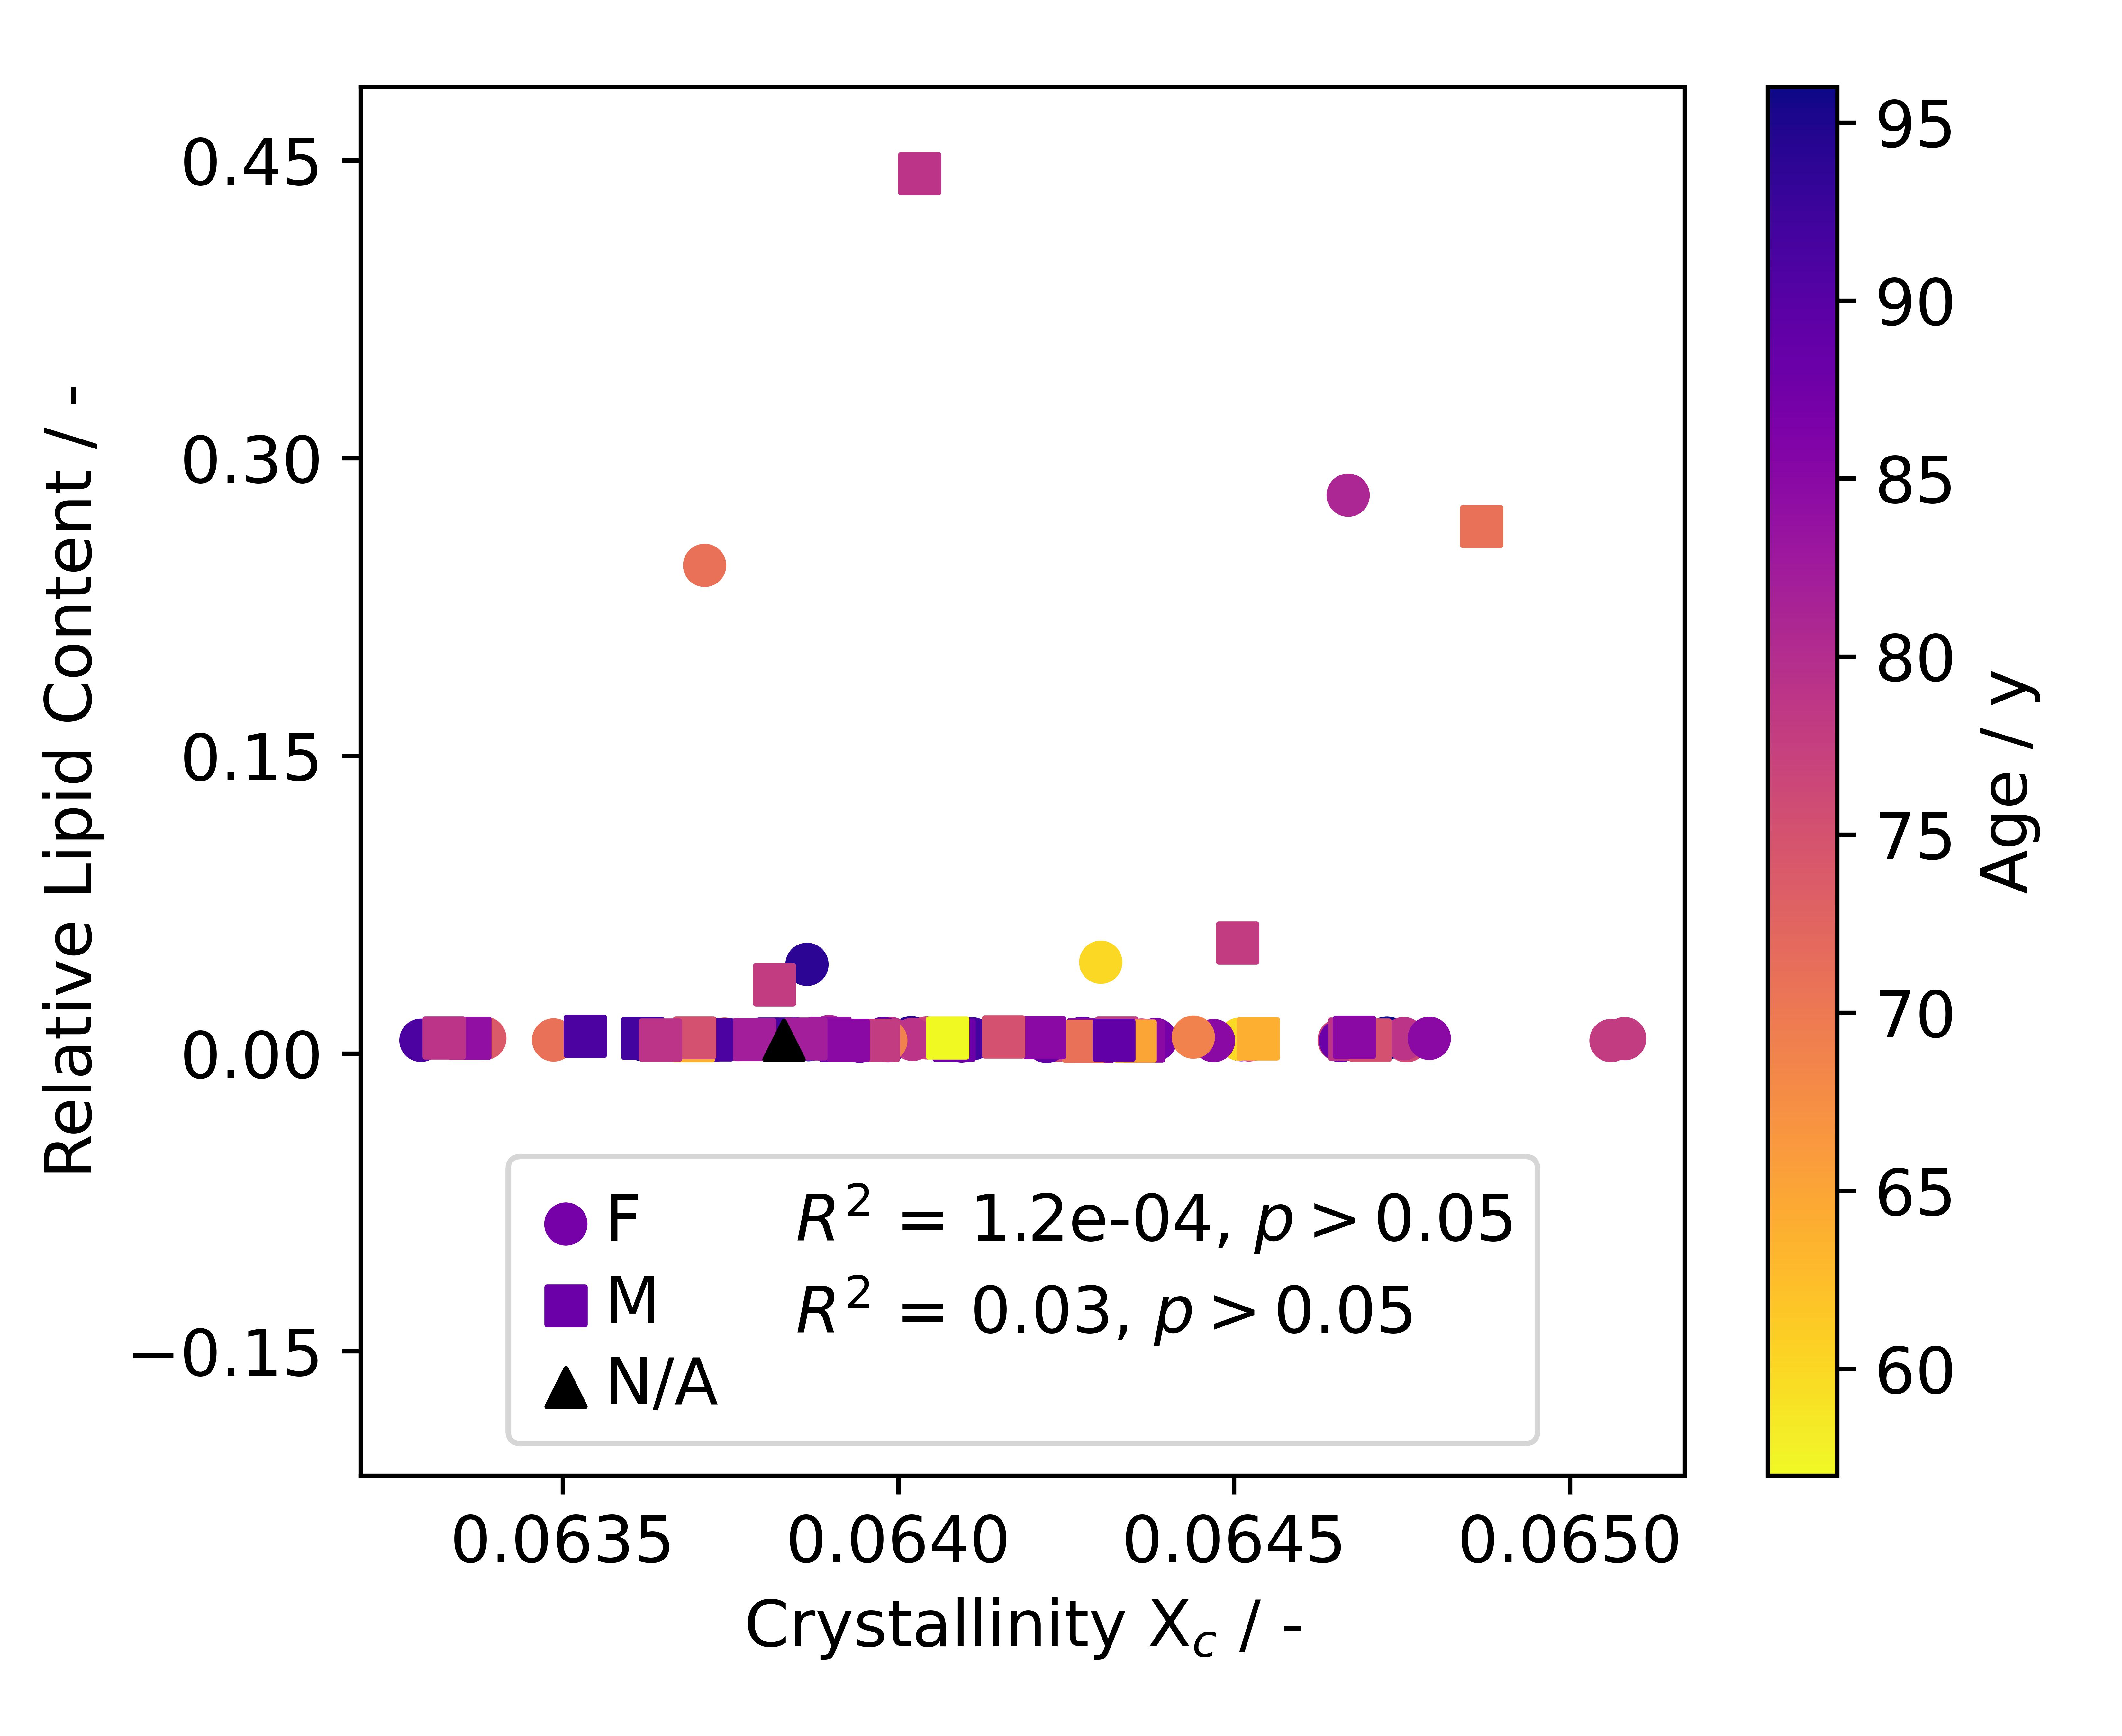 0.45
0.30
0.15
0.00
−0.15
Relative Lipid Content / -
F R² = 1.2e-04, p > 0.05
M R² = 0.03, p > 0.05
N/A
0.0635 0.0640 0.0645 0.0650
Crystallinity X_c / -
95
90
85
80
75
70
65
60
Age / y